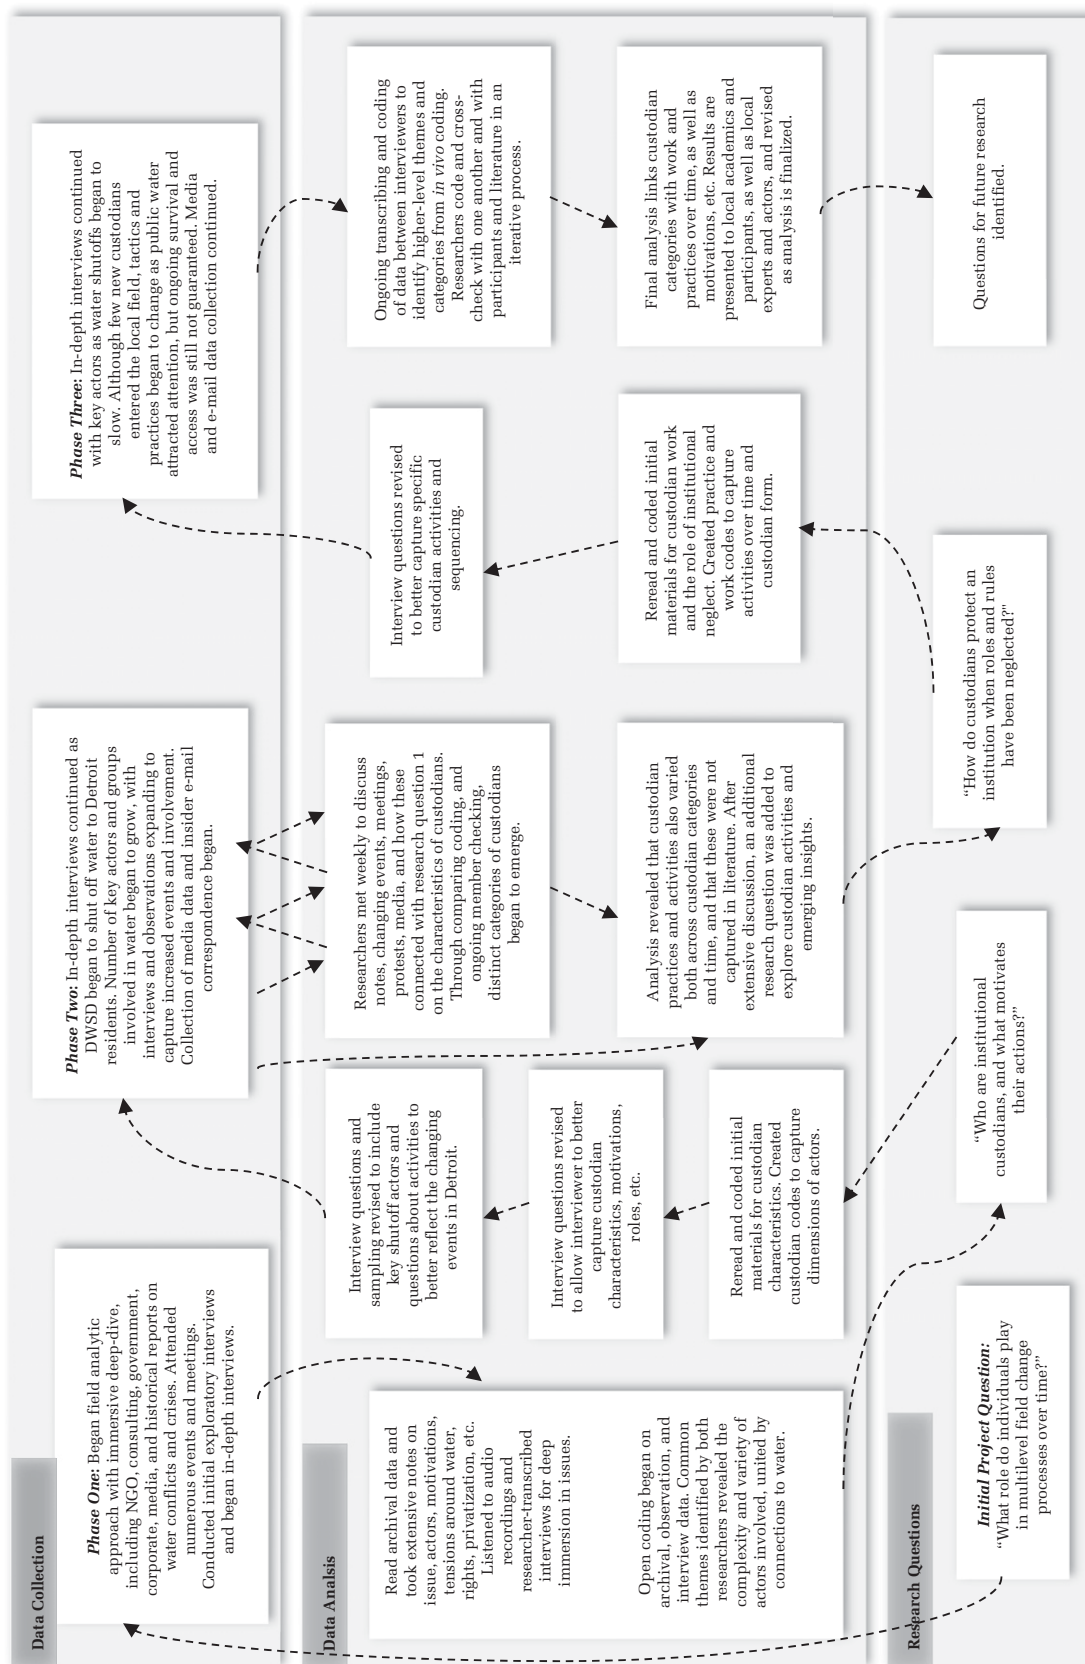 Data Collection
Phase One: Began field analytic
approach with immersive deep-dive,
including NGO, consulting, government,
corporate, media, and historical reports on
water conflicts and crises. Attended
numerous events and meetings.
Conducted initial exploratory interviews
and began in-depth interviews.
Phase Two: In-depth interviews continued as
DWSD began to shut off water to Detroit
residents. Number of key actors and groups
involved in water began to grow, with
interviews and observations expanding to
capture increased events and involvement.
Collection of media data and insider e-mail
correspondence began.
Phase Three: In-depth interviews continued
with key actors as water shutoffs began to
slow. Although few new custodians
entered the local field, tactics and
practices began to change as public water
attracted attention, but ongoing survival and
access was still not guaranteed. Media
and e-mail data collection continued.
Data Analsis
Read archival data and
took extensive notes on
issue, actors, motivations,
tensions around water,
rights, privatization, etc.
Listened to audio
recordings and
researcher-transcribed
interviews for deep
immersion in issues.
Open coding began on
archival, observation, and
interview data. Common
themes identified by both
researchers revealed the
complexity and variety of
actors involved, united by
connections to water.
Interview questions and
sampling revised to include
key shutoff actors and
questions about activities to
better reflect the changing
events in Detroit.
Interview questions revised
to allow interviewer to better
capture custodian
characteristics, motivations,
roles, etc.
Reread and coded initial
materials for custodian
characteristics. Created
custodian codes to capture
dimensions of actors.
Researchers met weekly to discuss
notes, changing events, meetings,
protests, media, and how these
connected with research question 1
on the characteristics of custodians.
Through comparing coding, and
ongoing member checking,
distinct categories of custodians
began to emerge.
Analysis revealed that custodian
practices and activities also varied
both across custodian categories
and time, and that these were not
captured in literature. After
extensive discussion, an additional
research question was added to
explore custodian activities and
emerging insights.
Interview questions revised
to better capture specific
custodian activities and
sequencing.
Reread and coded initial
materials for custodian work
and the role of institutional
neglect. Created practice and
work codes to capture
activities over time and
custodian form.
Ongoing transcribing and coding
of data between interviewers to
identify higher-level themes and
categories from in vivo coding.
Researchers code and cross-
check with one another and with
participants and literature in an
iterative process.
Final analysis links custodian
categories with work and
practices over time, as well as
motivations, etc. Results are
presented to local academics and
participants, as well as local
experts and actors, and revised
as analysis is finalized.
Research Questions
Initial Project Question:
"What role do individuals play
in multilevel field change
processes over time?"
"Who are institutional
custodians, and what motivates
their actions?"
"How do custodians protect an
institution when roles and rules
have been neglected?"
Questions for future research
identified.